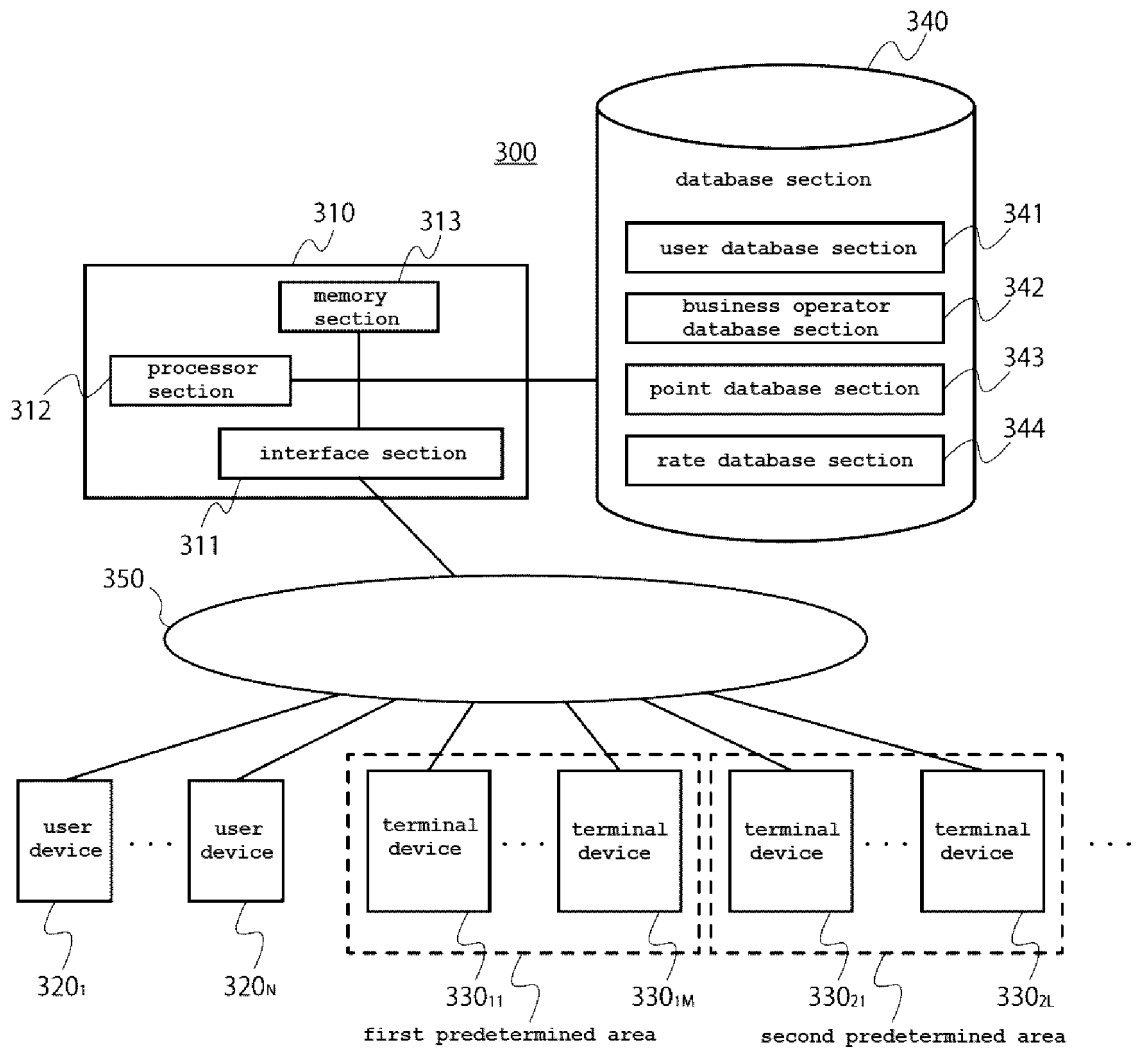 340
300
database section
310
313
341
user database section
memory
section
342
business operator
database section
processor
section
343
312
point database section
344
interface section
rate database section
311
350
user
device
. . .
user
device
terminal
device
. . .
terminal
device
terminal
device
. . .
terminal
device
. . .
320₁
320N
330₁₁
330₁M
330₂₁
330₂L
first predetermined area
second predetermined area